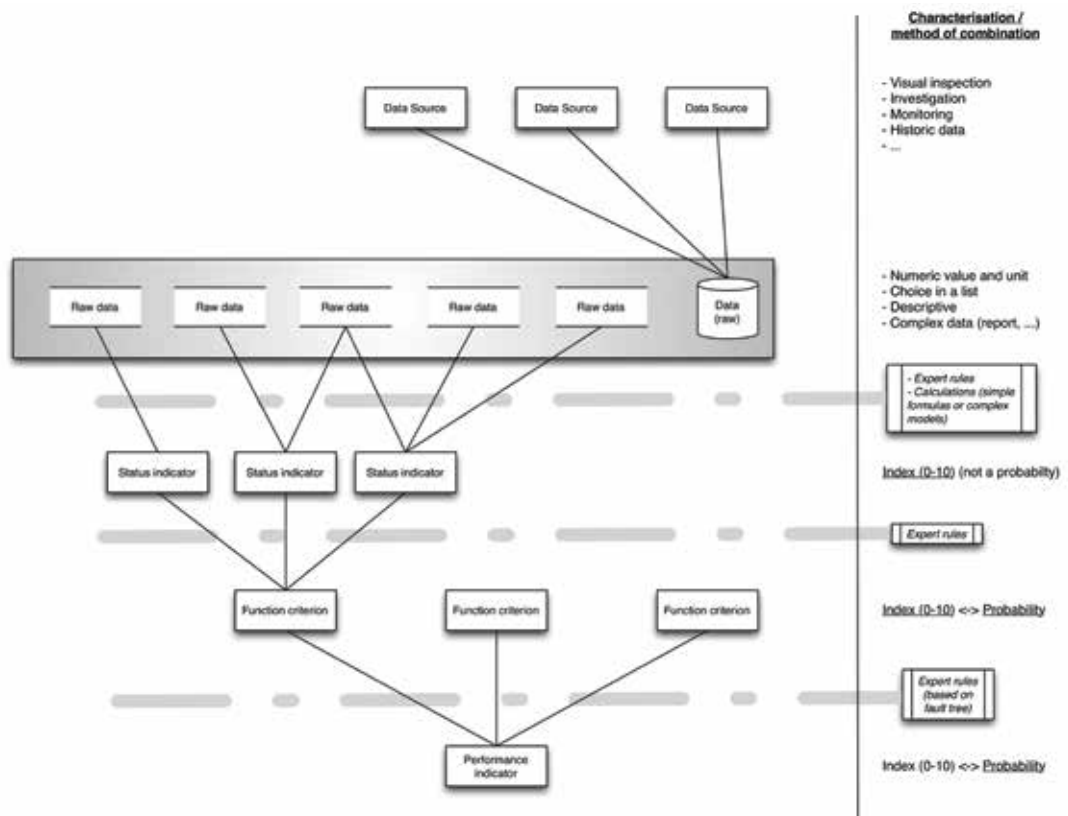 Characterisation /
method of combination
Data Source
Data Source
Data Source
- Visual inspection
- Investigation
- Monitoring
- Historic data
- ...
Raw data
Raw data
Raw data
Raw data
Raw data
Data
(raw)
- Numeric value and unit
- Choice in a list
- Descriptive
- Complex data (report, ...)
- Expert rules
- Calculations (simple
formulas or complex
models)
Status indicator
Status indicator
Status indicator
Index (0-10) (not a probabilty)
Expert rules
Function criterion
Function criterion
Function criterion
Index (0-10) <-> Probability
Expert rules
(based on
fault tree)
Performance
indicator
Index (0-10) <-> Probability